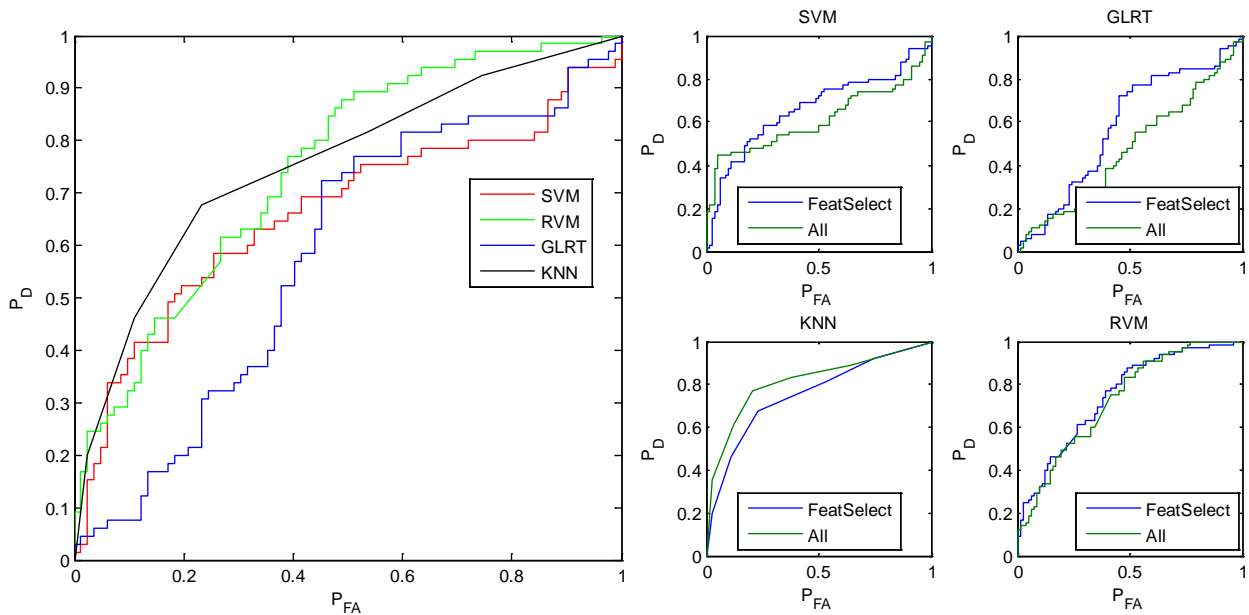 1
0.9
0.8
0.7
0.6
0.5
0.4
0.3
0.2
0.1
0
P_D
0 0.2 0.4 0.6 0.8 1
P_FA
SVM
RVM
GLRT
KNN
SVM
1
0.8
0.6
0.4
0.2
0
P_D
FeatSelect
All
0 0.5 1
P_FA
GLRT
1
0.8
0.6
0.4
0.2
0
P_D
FeatSelect
All
0 0.5 1
P_FA
KNN
1
0.8
0.6
0.4
0.2
0
P_D
FeatSelect
All
0 0.5 1
P_FA
RVM
1
0.8
0.6
0.4
0.2
0
P_D
FeatSelect
All
0 0.5 1
P_FA